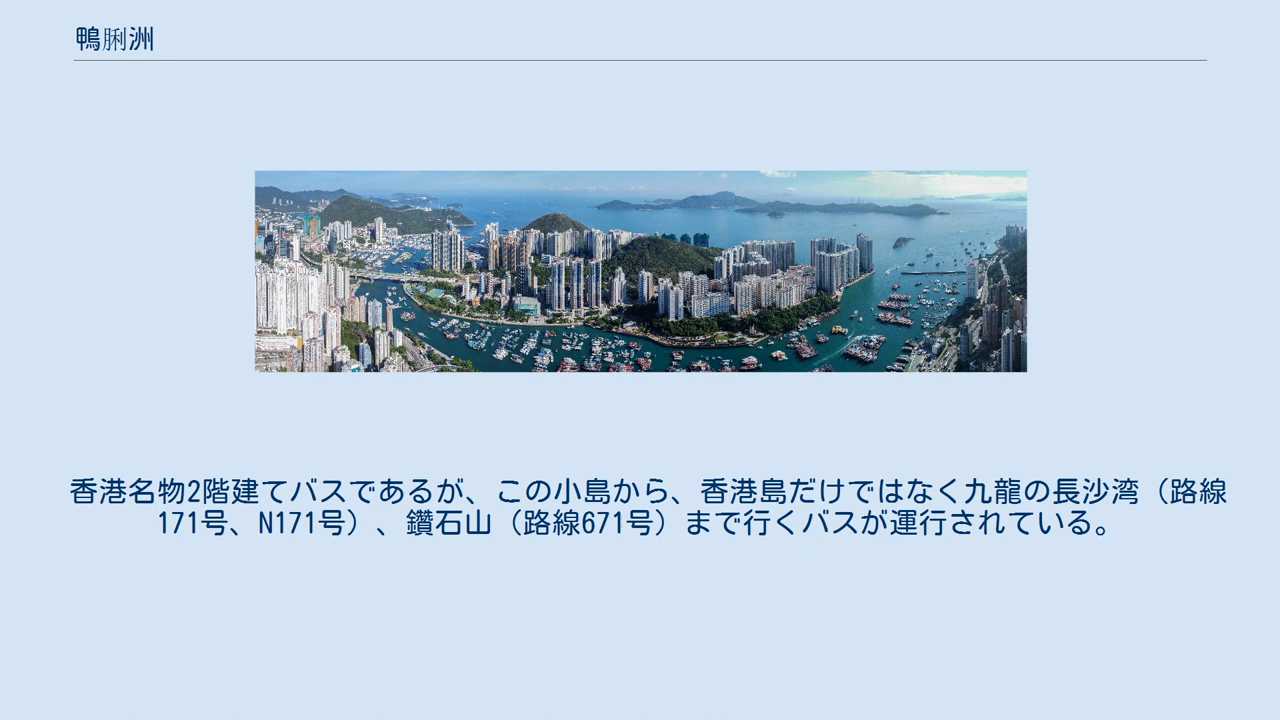 鴨脷洲
香港名物2階建てバスであるが、この小島から、香港島だけではなく九龍の長沙湾（路線
171号、N171号）、鑽石山（路線671号）まで行くバスが運行されている。